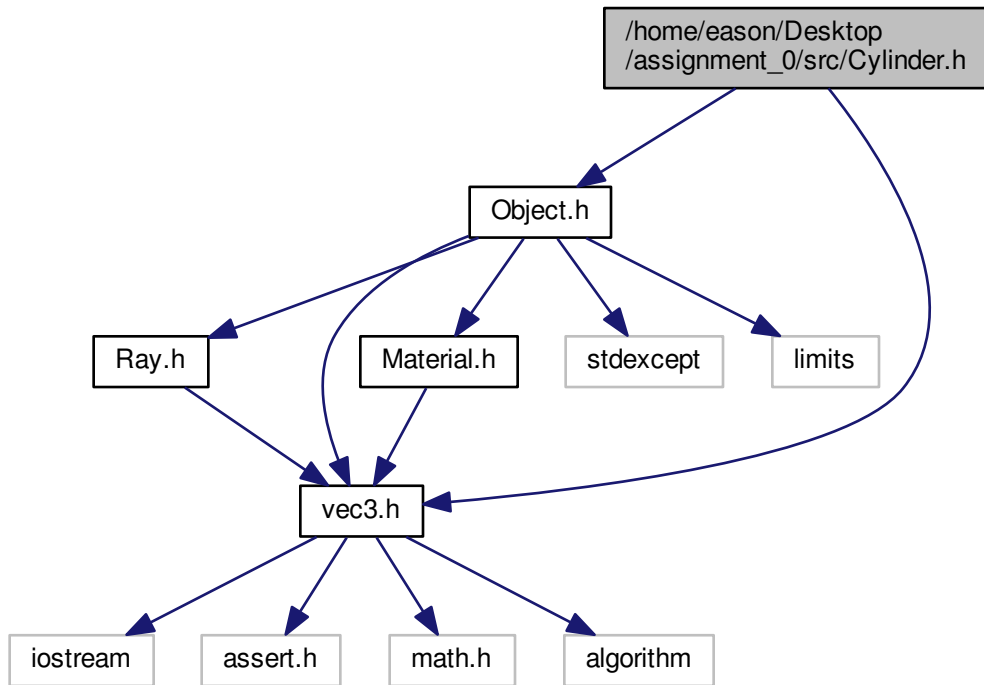 /home/eason/Desktop
/assignment_0/src/Cylinder.h
Object.h
Ray.h
Material.h
stdexcept
limits
vec3.h
iostream
assert.h
math.h
algorithm